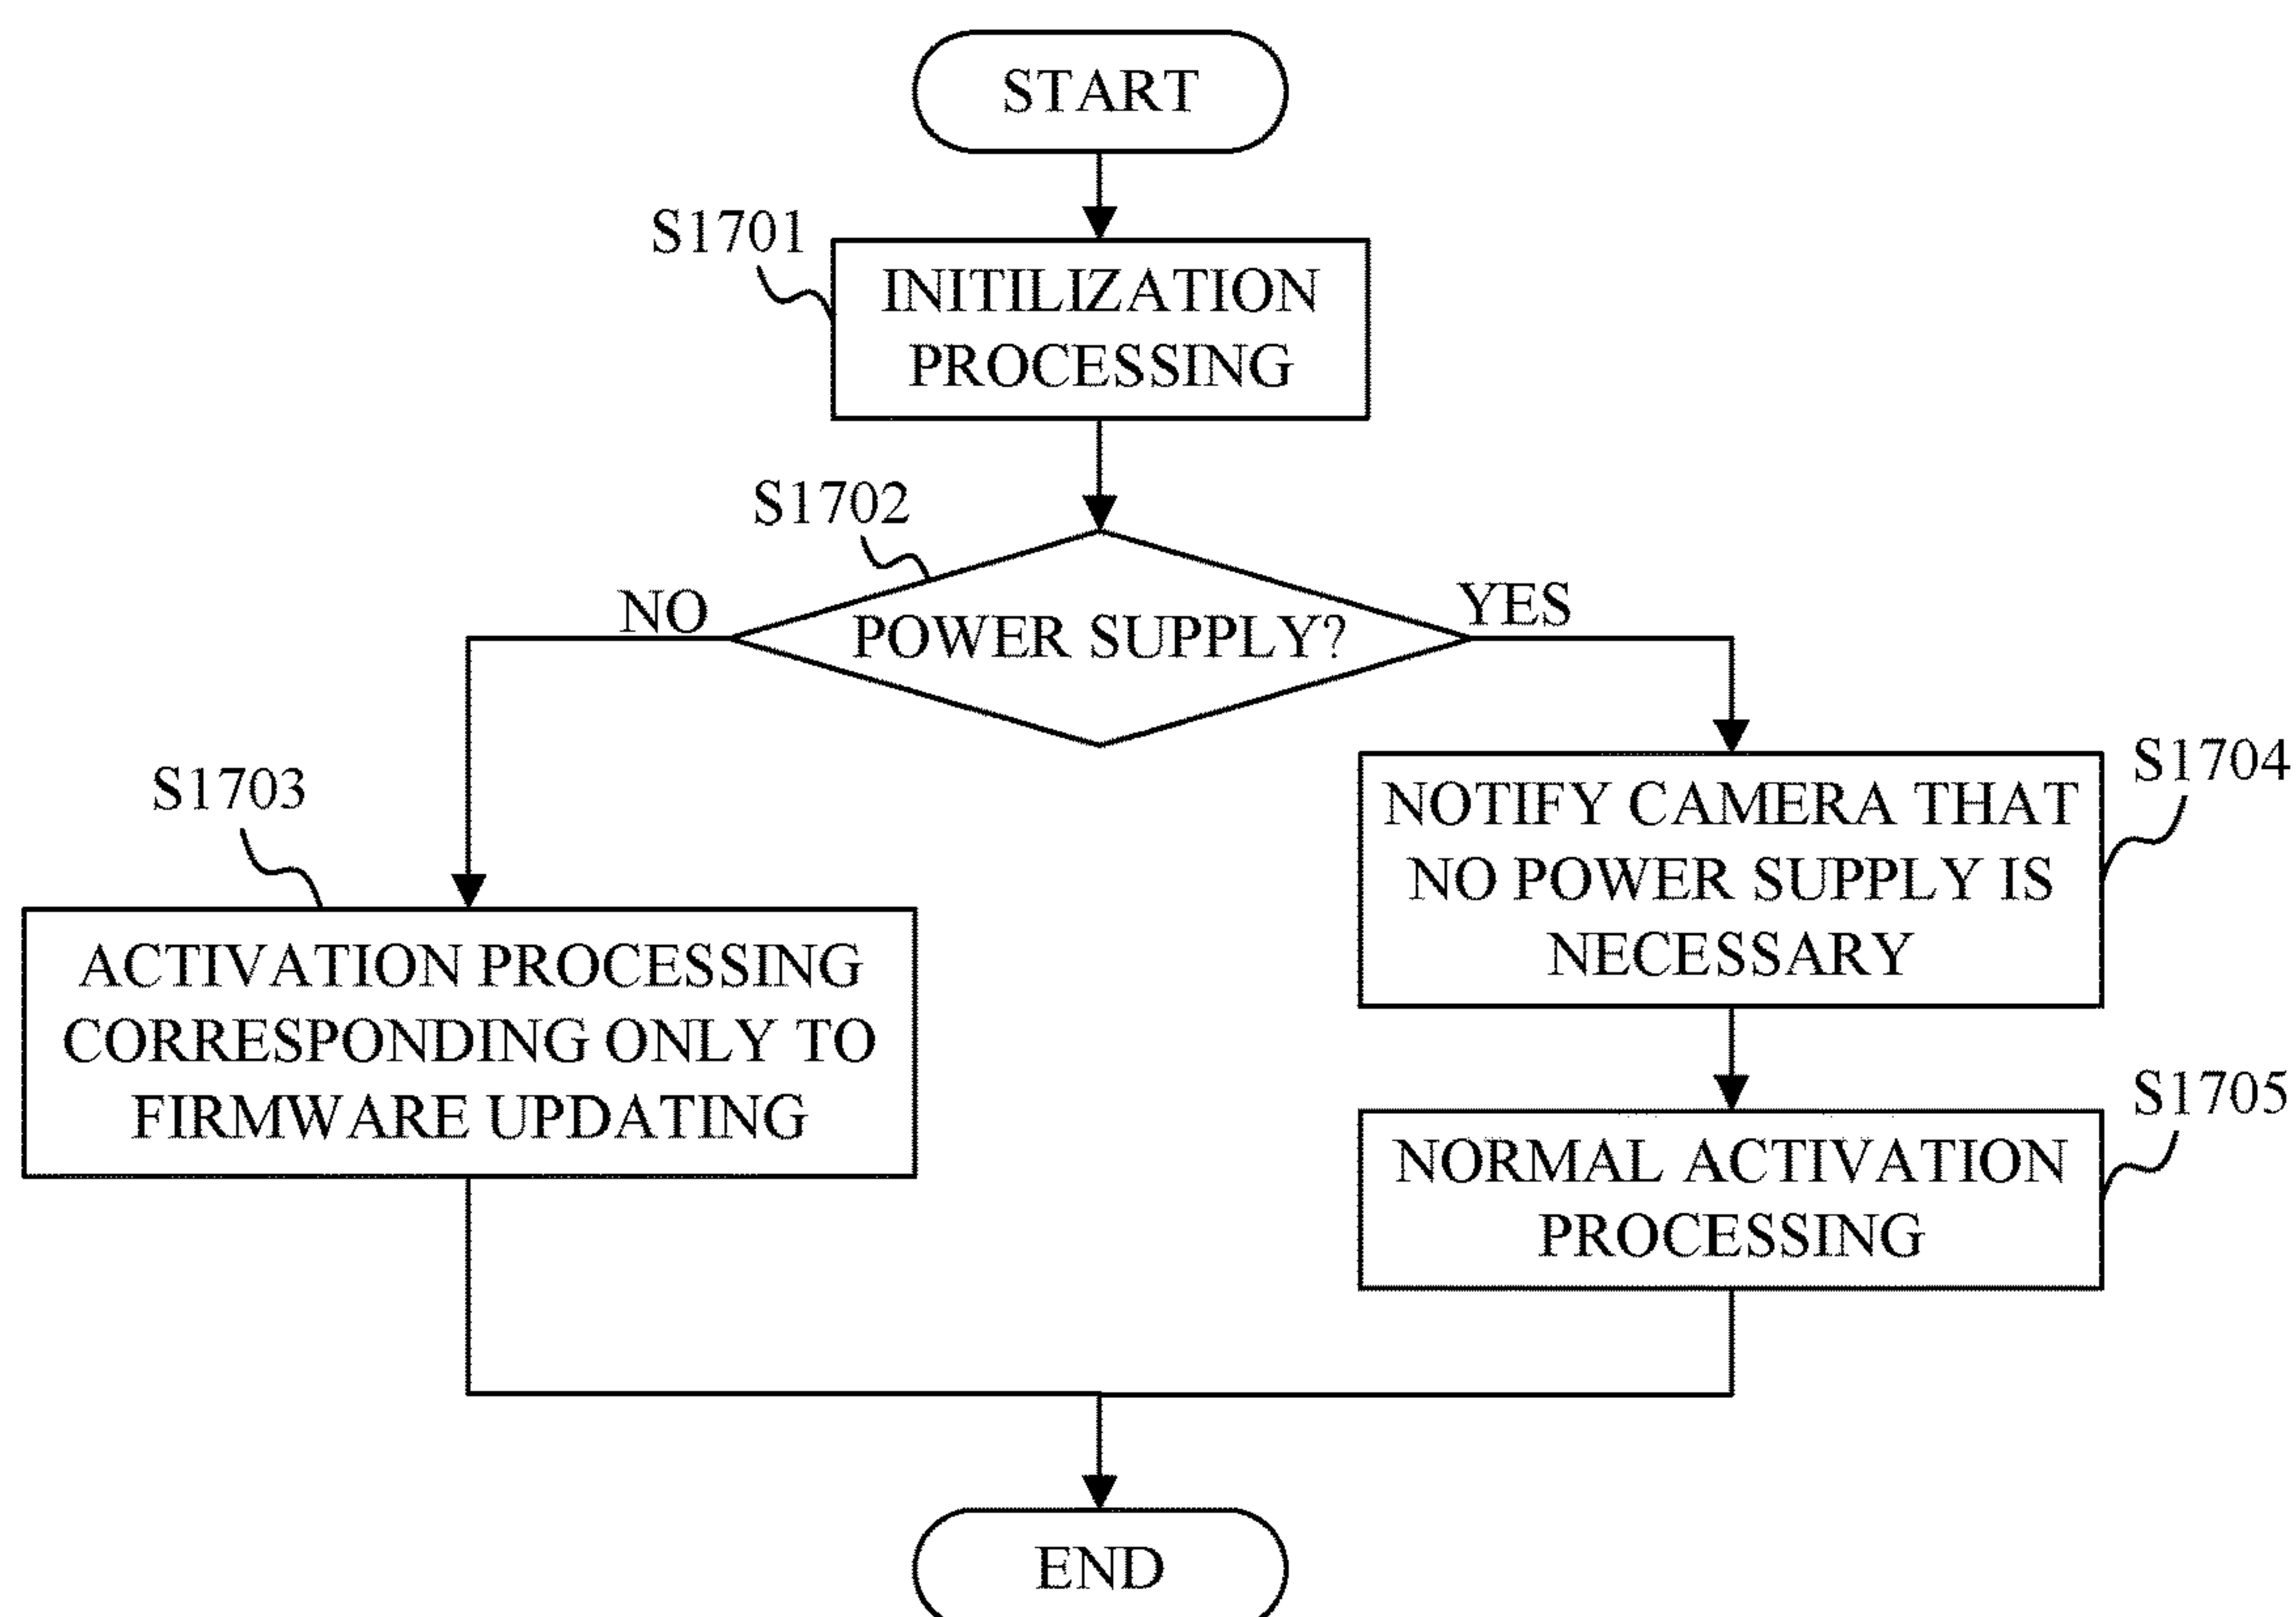 START
S1701
INITILIZATION
PROCESSING
S1702
NO
POWER SUPPLY?
YES
S1703
ACTIVATION PROCESSING
CORRESPONDING ONLY TO
FIRMWARE UPDATING
S1704
NOTIFY CAMERA THAT
NO POWER SUPPLY IS
NECESSARY
S1705
NORMAL ACTIVATION
PROCESSING
END